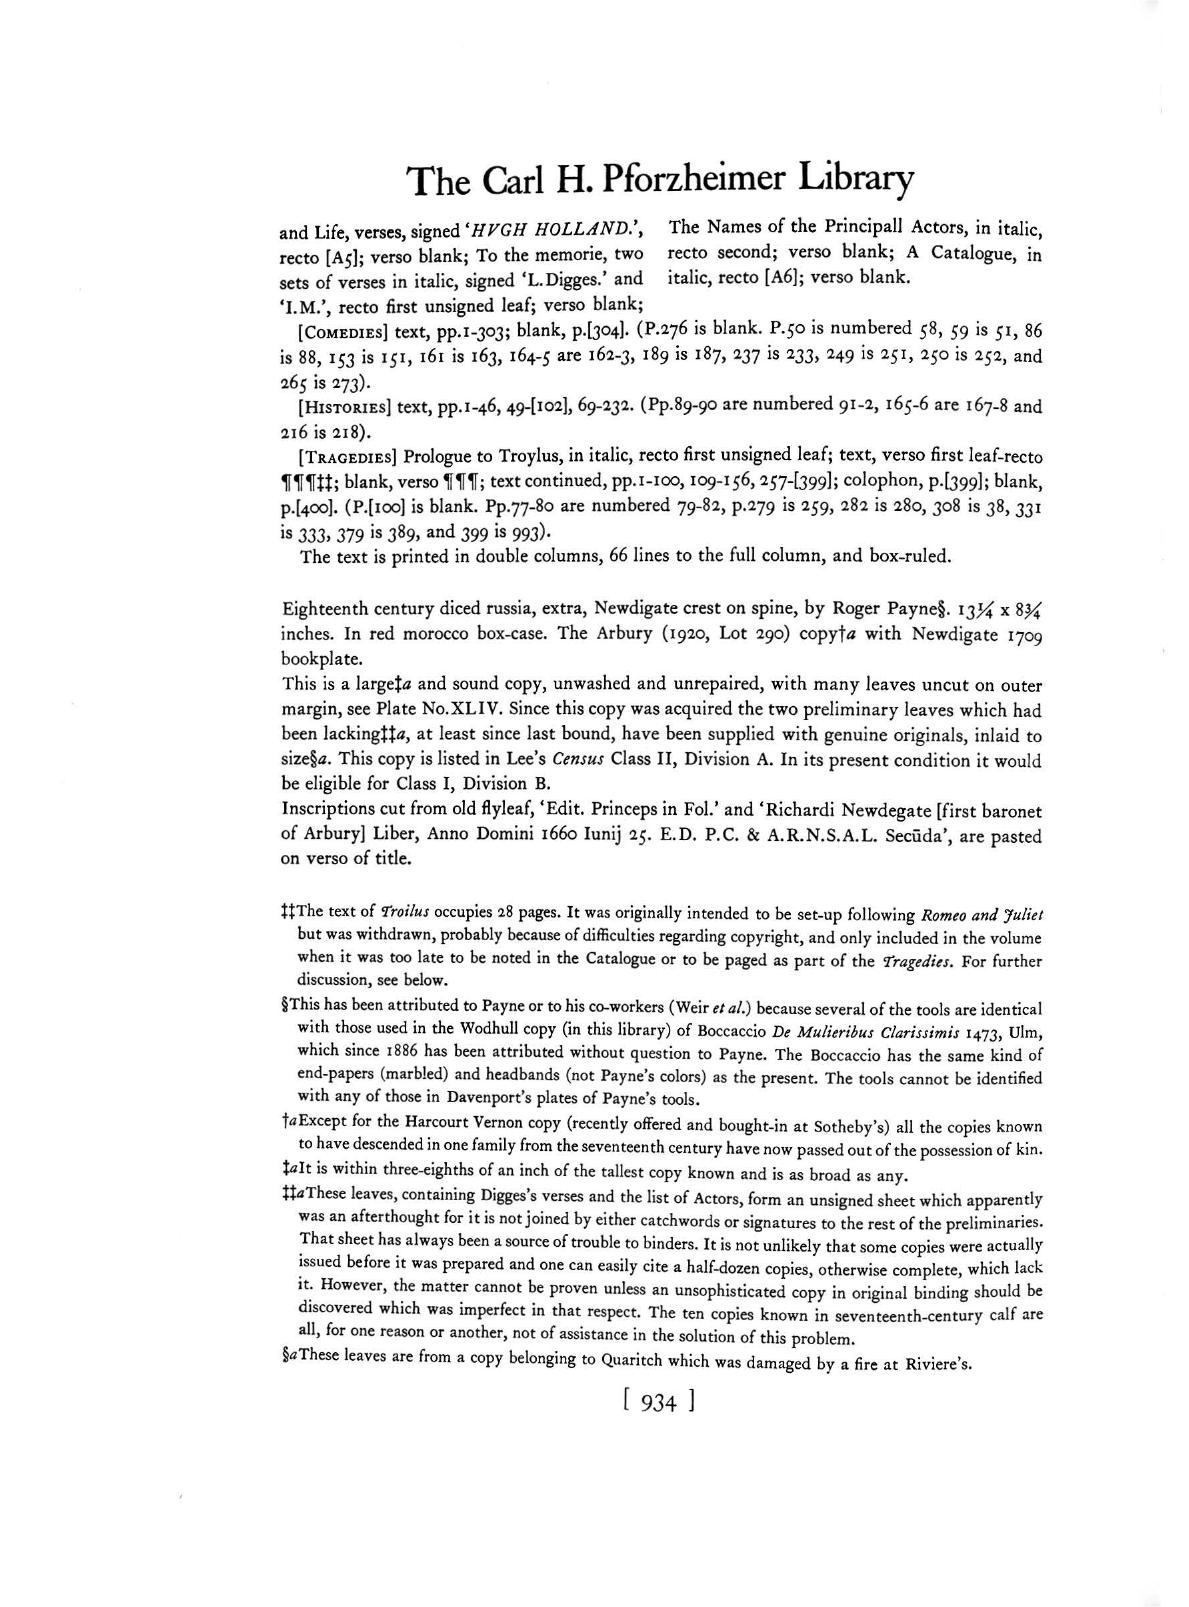 The Carl H. Pforzheimer Library
and Life, verses, signed ‘HVGH HOLLAND.’,
recto [A5]; verso blank; To the memorie, two
sets of verses in italic, signed ‘L.Digges.’ and
‘I.M.’, recto first unsigned leaf; verso blank;
The Names of the Principall Actors, in italic,
recto second; verso blank; A Catalogue, in
italic, recto [A6]; verso blank.
[COMEDIES] text, pp.1-303; blank, p.[304]. (P.276 is blank. P.50 is numbered 58, 59 is 51, 86
is 88, 153 is 151, 161 is 163, 164-5 are 162-3, 189 is 187, 237 is 233, 249 is 251, 250 is 252, and
265 is 273).
[HISTORIES] text, pp.1-46, 49-[102], 69-232. (Pp.89-90 are numbered 91-2, 165-6 are 167-8 and
216 is 218).
[TRAGEDIES] Prologue to Troylus, in italic, recto first unsigned leaf; text, verso first leaf-recto
¶¶¶‡‡; blank, verso ¶¶¶; text continued, pp.1-100, 109-156, 257-[399]; colophon, p.[399]; blank,
p.[400]. (P.[100] is blank. Pp.77-80 are numbered 79-82, p.279 is 259, 282 is 280, 308 is 38, 331
is 333, 379 is 389, and 399 is 993).
The text is printed in double columns, 66 lines to the full column, and box-ruled.
Eighteenth century diced russia, extra, Newdigate crest on spine, by Roger Payne§. 13¼ x 8¾
inches. In red morocco box-case. The Arbury (1920, Lot 290) copy†a with Newdigate 1709
bookplate.
This is a large‡a and sound copy, unwashed and unrepaired, with many leaves uncut on outer
margin, see Plate No.XLIV. Since this copy was acquired the two preliminary leaves which had
been lacking‡‡a, at least since last bound, have been supplied with genuine originals, inlaid to
size§a. This copy is listed in Lee's Census Class II, Division A. In its present condition it would
be eligible for Class I, Division B.
Inscriptions cut from old flyleaf, ‘Edit. Princeps in Fol.’ and ‘Richardi Newdegate [first baronet
of Arbury] Liber, Anno Domini 1660 Iunij 25. E.D. P.C. & A.R.N.S.A.L. Secūda’, are pasted
on verso of title.
‡‡The text of Troilus occupies 28 pages. It was originally intended to be set-up following Romeo and Juliet
but was withdrawn, probably because of difficulties regarding copyright, and only included in the volume
when it was too late to be noted in the Catalogue or to be paged as part of the Tragedies. For further
discussion, see below.
§This has been attributed to Payne or to his co-workers (Weir et al.) because several of the tools are identical
with those used in the Wodhull copy (in this library) of Boccaccio De Mulieribus Clarissimis 1473, Ulm,
which since 1886 has been attributed without question to Payne. The Boccaccio has the same kind of
end-papers (marbled) and headbands (not Payne's colors) as the present. The tools cannot be identified
with any of those in Davenport's plates of Payne's tools.
†aExcept for the Harcourt Vernon copy (recently offered and bought-in at Sotheby's) all the copies known
to have descended in one family from the seventeenth century have now passed out of the possession of kin.
‡aIt is within three-eighths of an inch of the tallest copy known and is as broad as any.
‡‡aThese leaves, containing Digges's verses and the list of Actors, form an unsigned sheet which apparently
was an afterthought for it is not joined by either catchwords or signatures to the rest of the preliminaries.
That sheet has always been a source of trouble to binders. It is not unlikely that some copies were actually
issued before it was prepared and one can easily cite a half-dozen copies, otherwise complete, which lack
it. However, the matter cannot be proven unless an unsophisticated copy in original binding should be
discovered which was imperfect in that respect. The ten copies known in seventeenth-century calf are
all, for one reason or another, not of assistance in the solution of this problem.
§aThese leaves are from a copy belonging to Quaritch which was damaged by a fire at Riviere's.
[ 934 ]